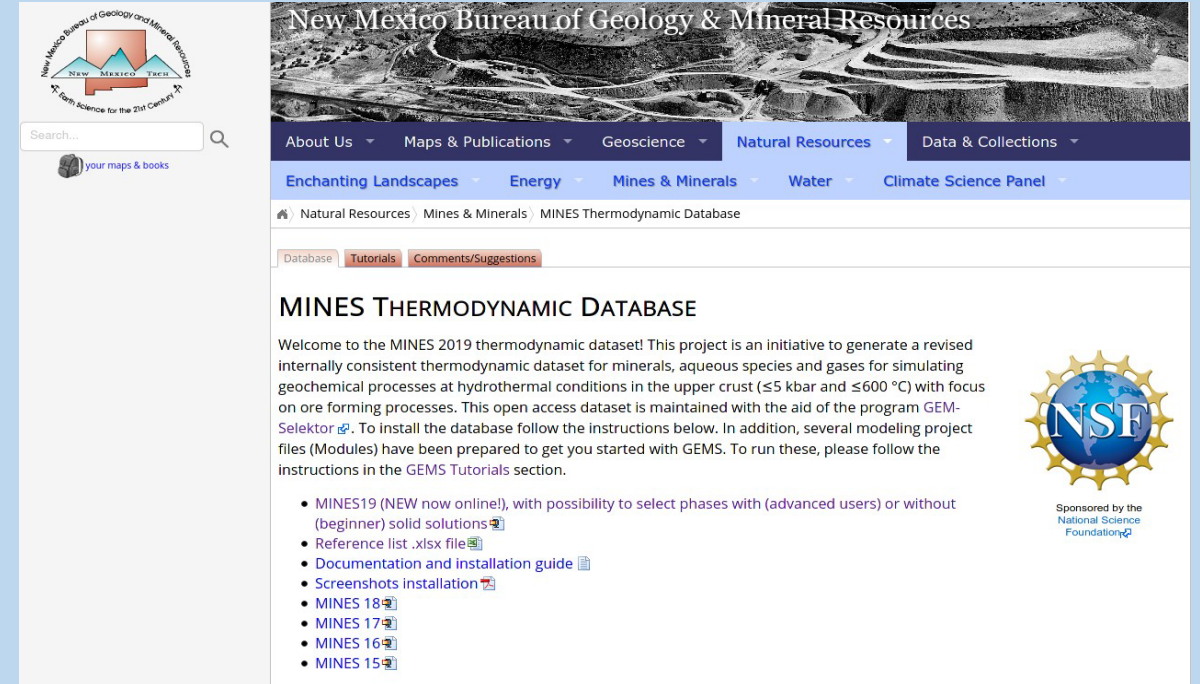 New Mexico Bureau of Geology and Mineral Resources
NEW MEXICO TECH
Earth Science for the 21st Century
Search...
your maps & books
New Mexico Bureau of Geology & Mineral Resources
About Us
Maps & Publications
Geoscience
Natural Resources
Data & Collections
Enchanting Landscapes
Energy
Mines & Minerals
Water
Climate Science Panel
Natural Resources
Mines & Minerals
MINES Thermodynamic Database
Database
Tutorials
Comments/Suggestions
MINES THERMODYNAMIC DATABASE
Welcome to the MINES 2019 thermodynamic dataset! This project is an initiative to generate a revised
internally consistent thermodynamic dataset for minerals, aqueous species and gases for simulating
geochemical processes at hydrothermal conditions in the upper crust (≤5 kbar and ≤600 °C) with focus
on ore forming processes. This open access dataset is maintained with the aid of the program GEM-
Selektor. To install the database follow the instructions below. In addition, several modeling project
files (Modules) have been prepared to get you started with GEMS. To run these, please follow the
instructions in the GEMS Tutorials section.
MINES19 (NEW now online!), with possibility to select phases with (advanced users) or without
(beginner) solid solutions
Reference list .xlsx file
Documentation and installation guide
Screenshots installation
MINES 18
MINES 17
MINES 16
MINES 15
NSF
Sponsored by the
National Science
Foundation